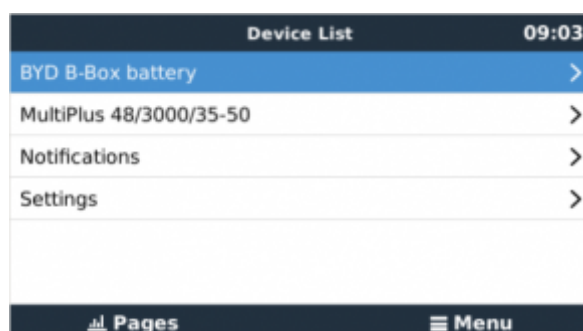 Device List 09:03
BYD B-Box battery
MultiPlus 48/3000/35-50
Notifications
Settings
Pages Menu